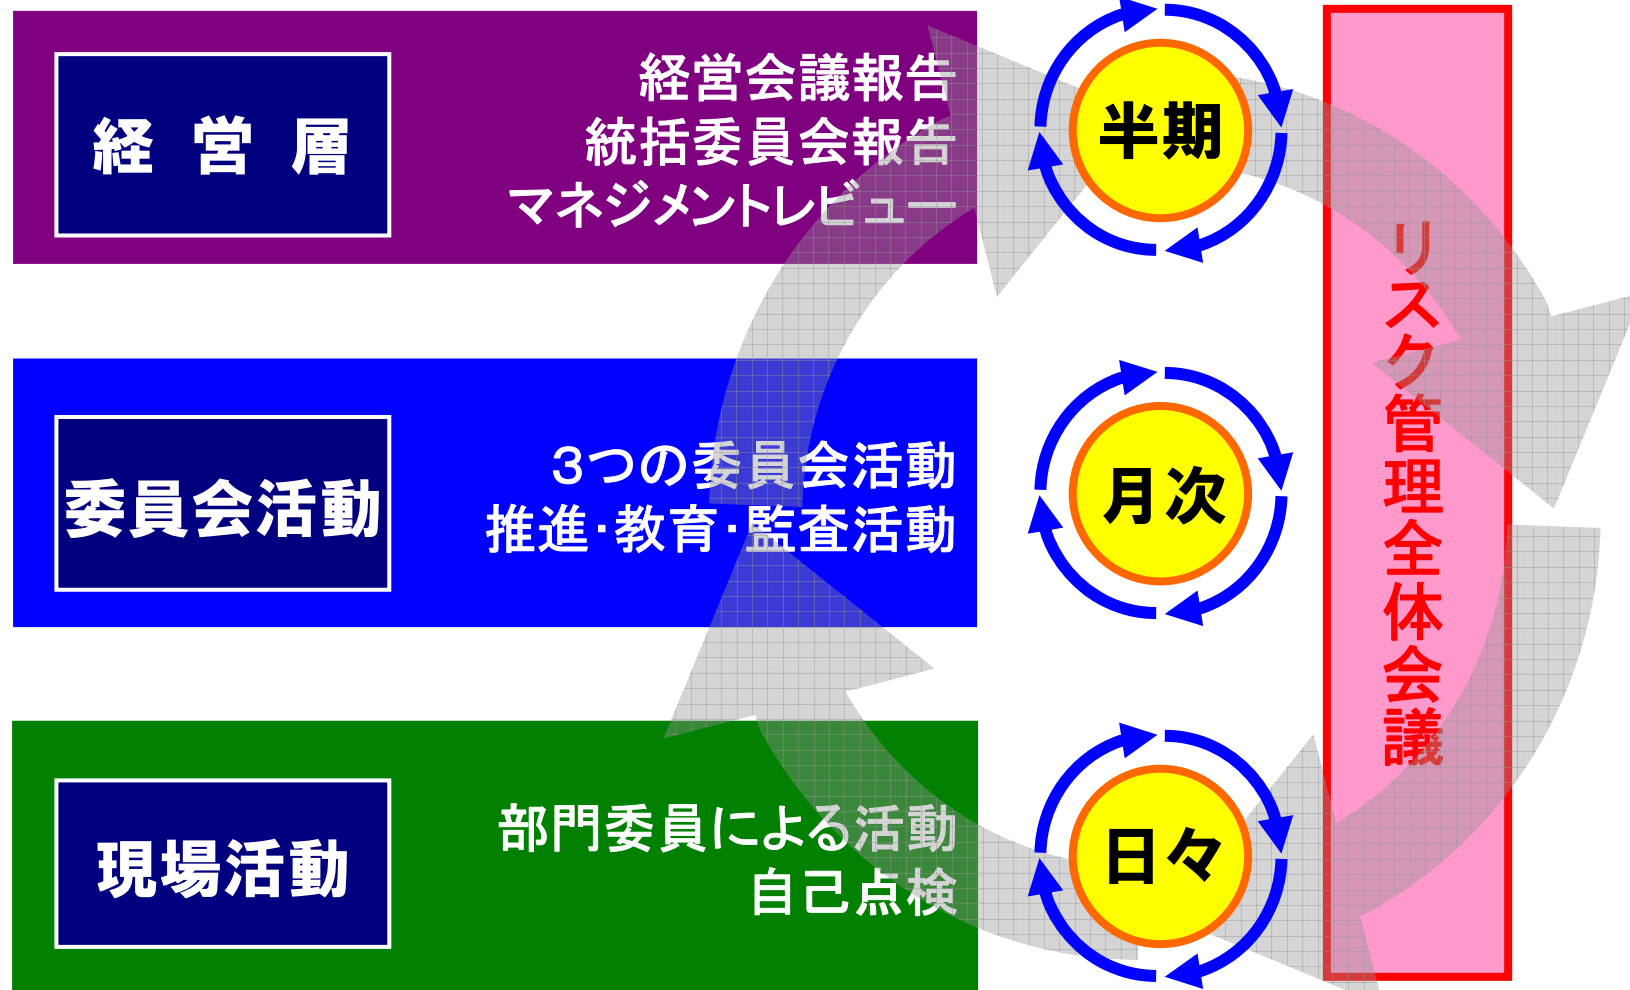 経 営 層
経営会議報告
統括委員会報告
マネジメントレビュー
半期
委員会活動
３つの委員会活動
推進･教育･監査活動
月次
現場活動
部門委員による活動
自己点検
日々
リスク管理全体会議